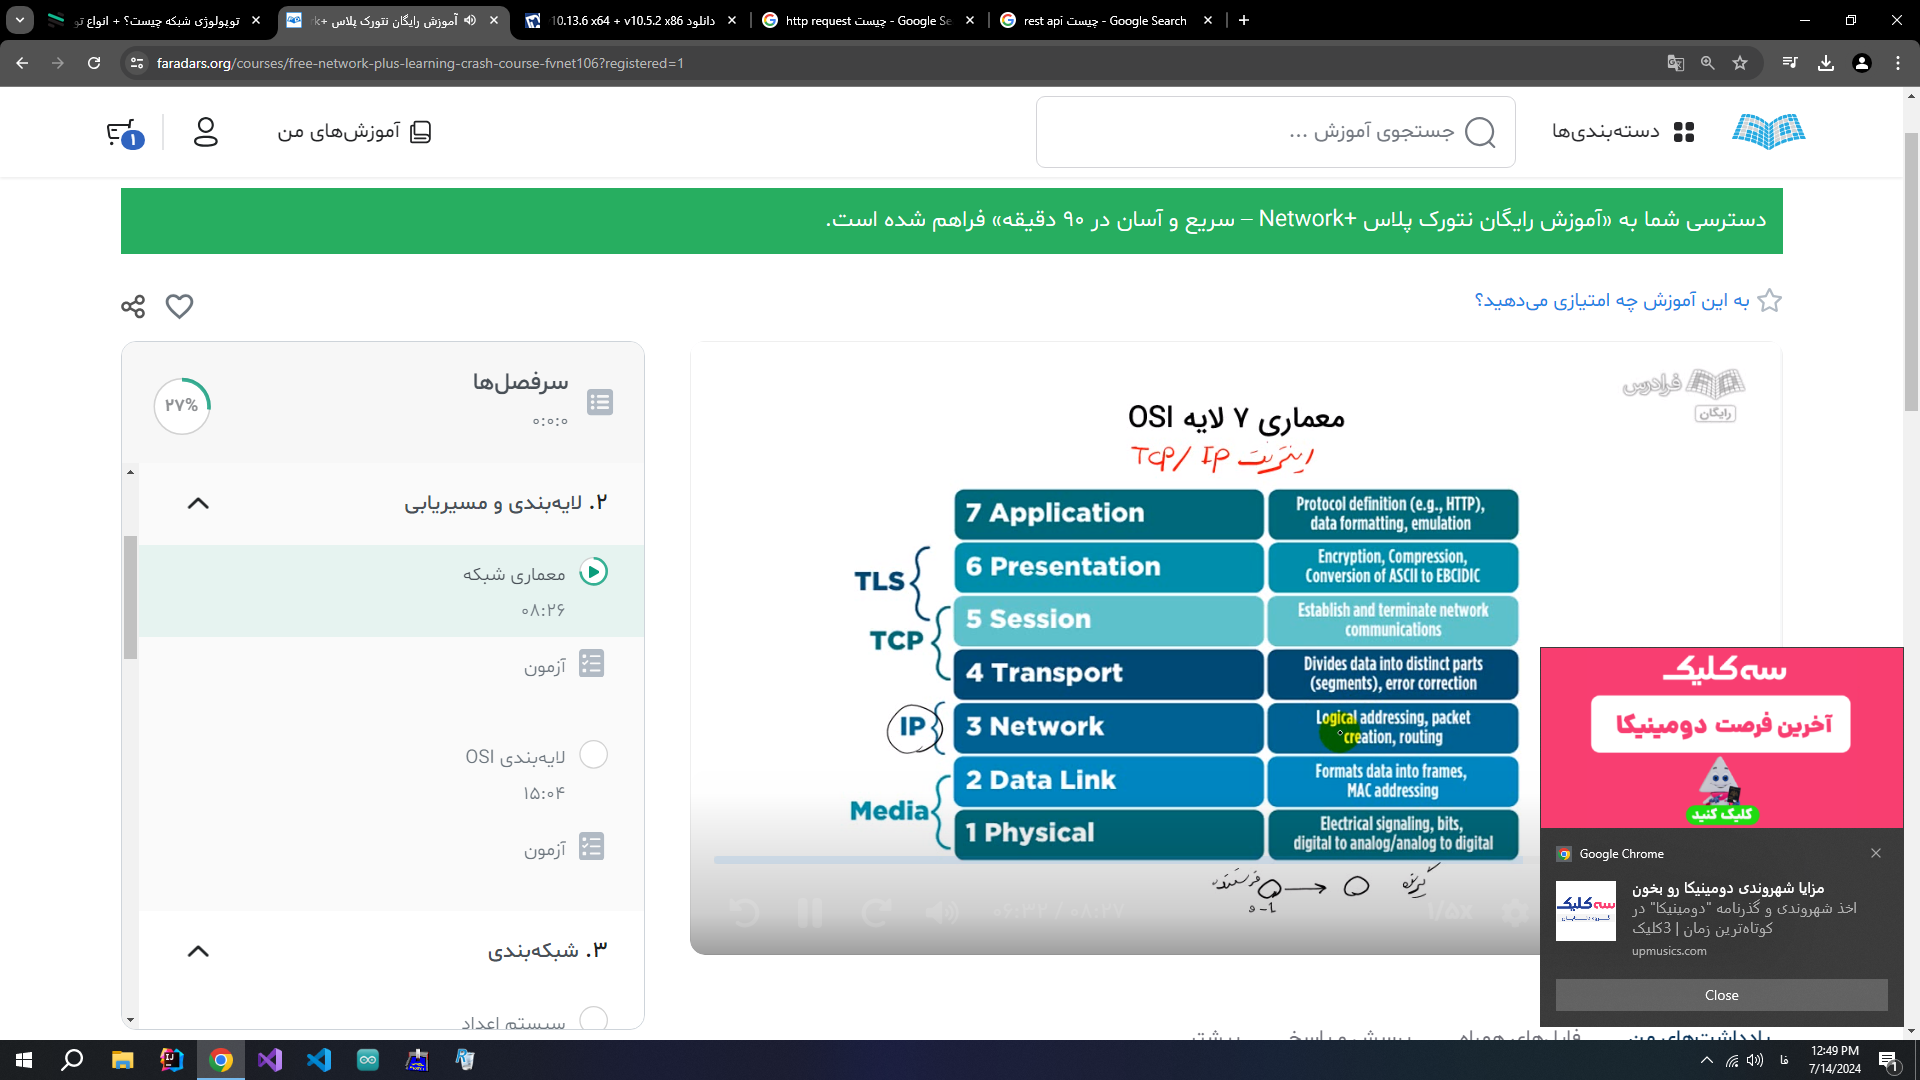 توپولوژی شبکه چیست؟ + انواع تو
آموزش رایگان نتورک پلاس +k
دانلود 10.13.6 x64 + v10.5.2 x86
http request چیست - Google Se
rest api چیست - Google Search
faradars.org/courses/free-network-plus-learning-crash-course-fvnet106?registered=1
دسته‌بندی‌ها
جستجوی آموزش ...
آموزش‌های من
۱
دسترسی شما به «آموزش رایگان نتورک پلاس +Network – سریع و آسان در ۹۰ دقیقه» فراهم شده است.
به این آموزش چه امتیازی می‌دهید؟
سرفصل‌ها
۰:۰:۰
۲۷%
۲. لایه‌بندی و مسیریابی
معماری شبکه
۰۸:۲۶
آزمون
لایه‌بندی OSI
۱۵:۰۴
آزمون
۳. شبکه‌بندی
سیستم اعداد
فرادرس
رایگان
معماری ۷ لایه OSI
اینترنت TCP/ IP
7 Application
Protocol definition (e.g., HTTP),
data formatting, emulation
TLS
6 Presentation
Encryption, Compression,
Conversion of ASCII to EBCIDIC
5 Session
Establish and terminate network
communications
TCP
4 Transport
Divides data into distinct parts
(segments), error correction
IP
3 Network
Logical addressing, packet
creation, routing
2 Data Link
Formats data into frames,
MAC addressing
Media
1 Physical
Electrical signaling, bits,
digital to analog/analog to digital
فرستنده
0-1
۰۶:۳۲ / ۰۸:۲۷
۱/۵x
سه‌کلیک
آخرین فرصت دومینیکا
کلیک کنید
Google Chrome
مزایا شهروندی دومینیکا رو بخون
اخذ شهروندی و گذرنامه "دومینیکا" در
کوتاه‌ترین زمان | 3کلیک
upmusics.com
سه‌کلیک
Close
یادداشت‌های من
فایل‌های همراه
پرسش و پاسخ
بیشتر
فا
12:49 PM
7/14/2024
1